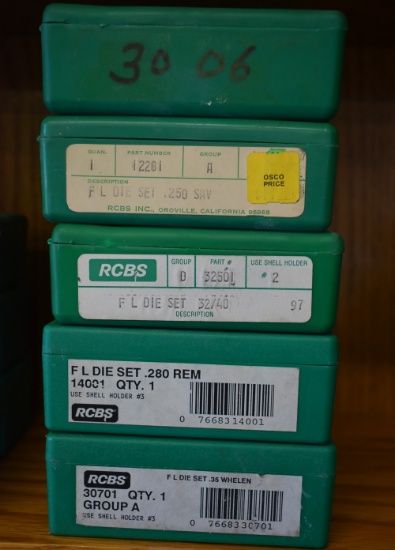 30 06
QUAN. PART NUMBER GROUP
1 12201 A
DESCRIPTION
F L DIE SET .250 SAV
RCBS INC., OROVILLE, CALIFORNIA 95965
OSCO
PRICE
RCBS
GROUP PART # USE SHELL HOLDER
D 32501 #2
F L DIE SET 32/40 97
DESCRIPTION
F L DIE SET .280 REM
14001 QTY. 1
USE SHELL HOLDER #3
RCBS
0 7668314001
RCBS
F L DIE SET .35 WHELEN
30701 QTY. 1
GROUP A
USE SHELL HOLDER #3
0 7668330701